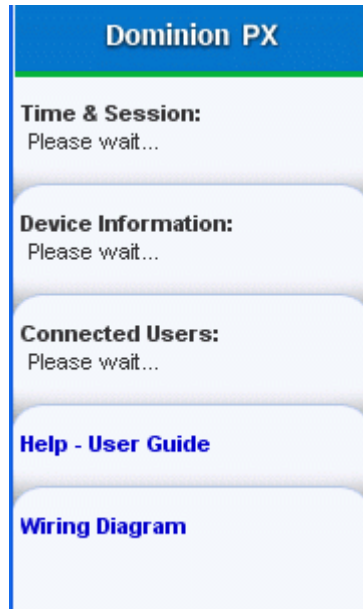 Dominion PX
Time & Session:
Please wait...
Device Information:
Please wait...
Connected Users:
Please wait...
Help - User Guide
Wiring Diagram